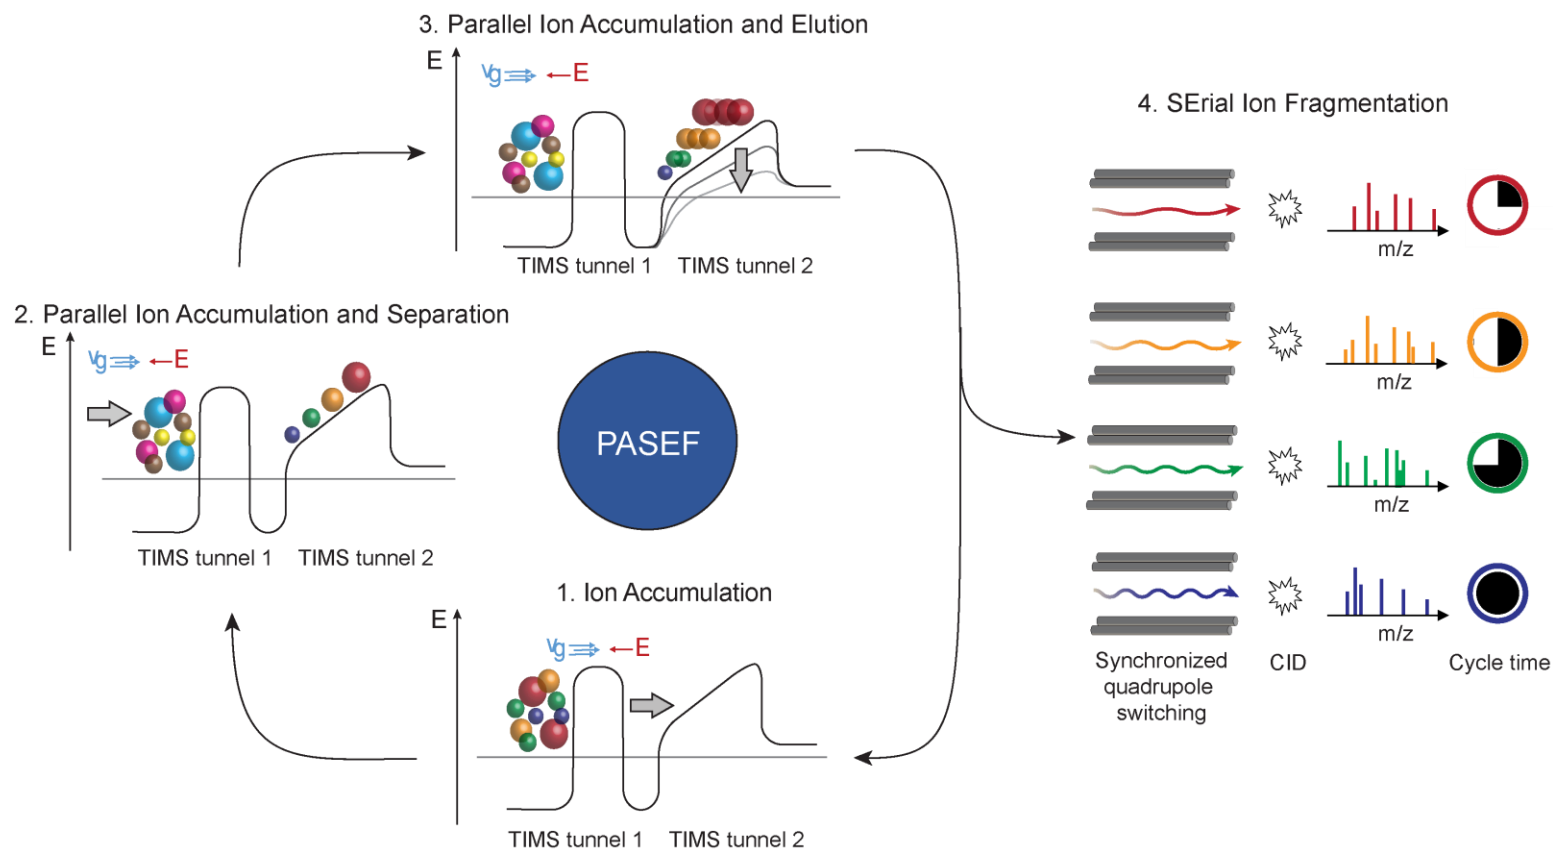 3. Parallel Ion Accumulation and Elution
E
vg
E
TIMS tunnel 1
TIMS tunnel 2
2. Parallel Ion Accumulation and Separation
E
vg
E
TIMS tunnel 1
TIMS tunnel 2
PASEF
1. Ion Accumulation
E
vg
E
TIMS tunnel 1
TIMS tunnel 2
4. SErial Ion Fragmentation
m/z
m/z
m/z
m/z
Synchronized
quadrupole
switching
CID
Cycle time